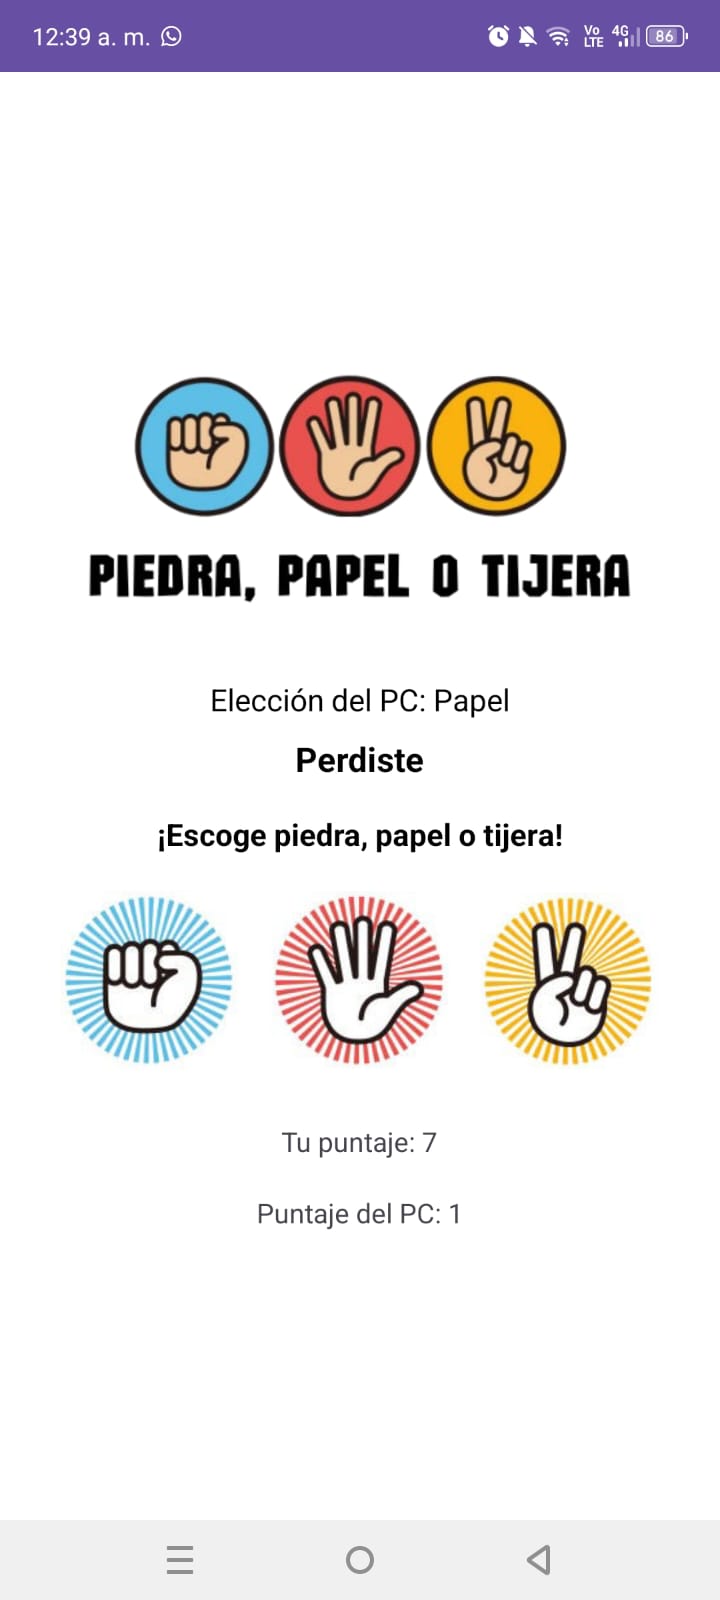 12:39 a. m.
Vo LTE 4G 86
PIEDRA, PAPEL O TIJERA
Elección del PC: Papel
Perdiste
¡Escoge piedra, papel o tijera!
Tu puntaje: 7
Puntaje del PC: 1